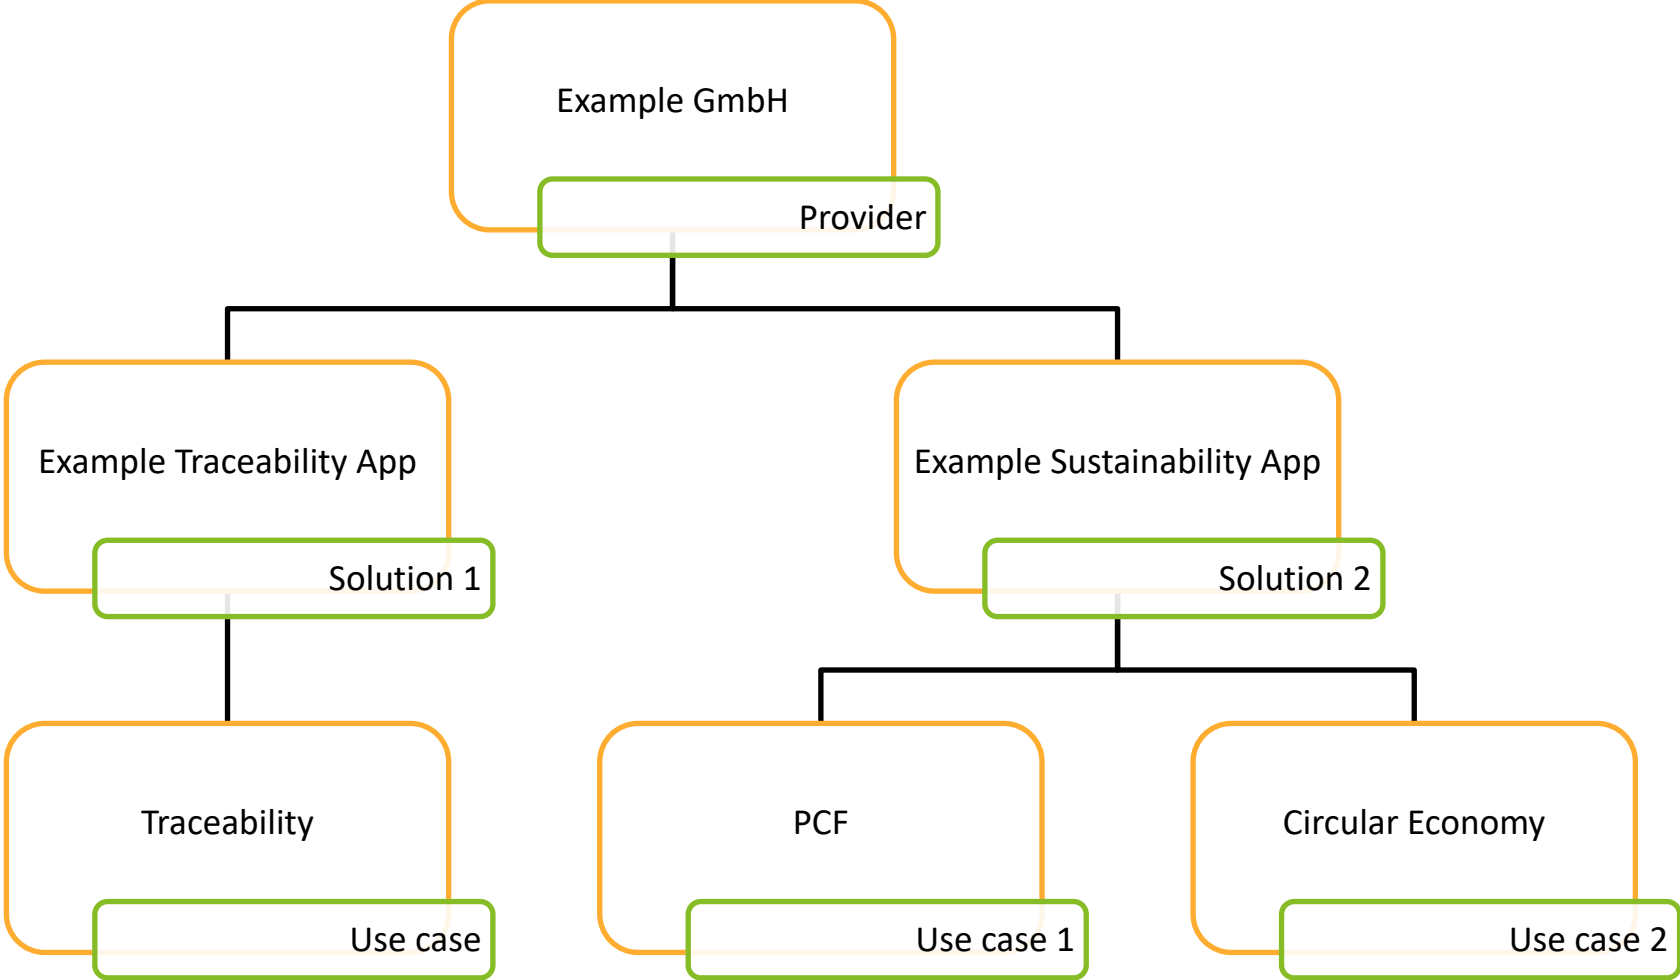 Example GmbH
Provider
Example Traceability App
Solution 1
Example Sustainability App
Solution 2
Traceability
Use case
PCF
Use case 1
Circular Economy
Use case 2